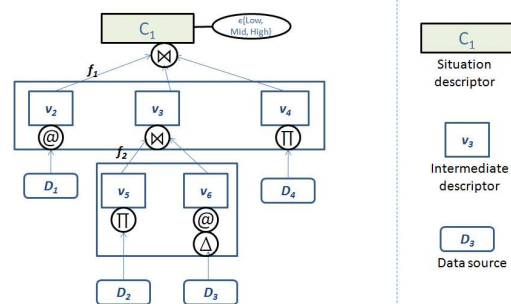 C1
ϵ{Low,
Mid, High}
⋈
f1
v2
v3
v4
@
⋈
Π
f2
D1
v5
v6
D4
Π
@
Δ
D2
D3
C1
Situation
descriptor
v3
Intermediate
descriptor
D3
Data source